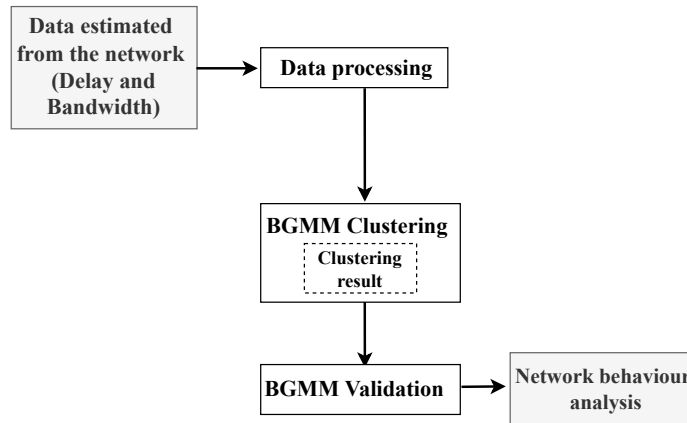 Data estimated
from the network
(Delay and
Bandwidth)
Data processing
BGMM Clustering
Clustering
result
BGMM Validation
Network behaviour
analysis